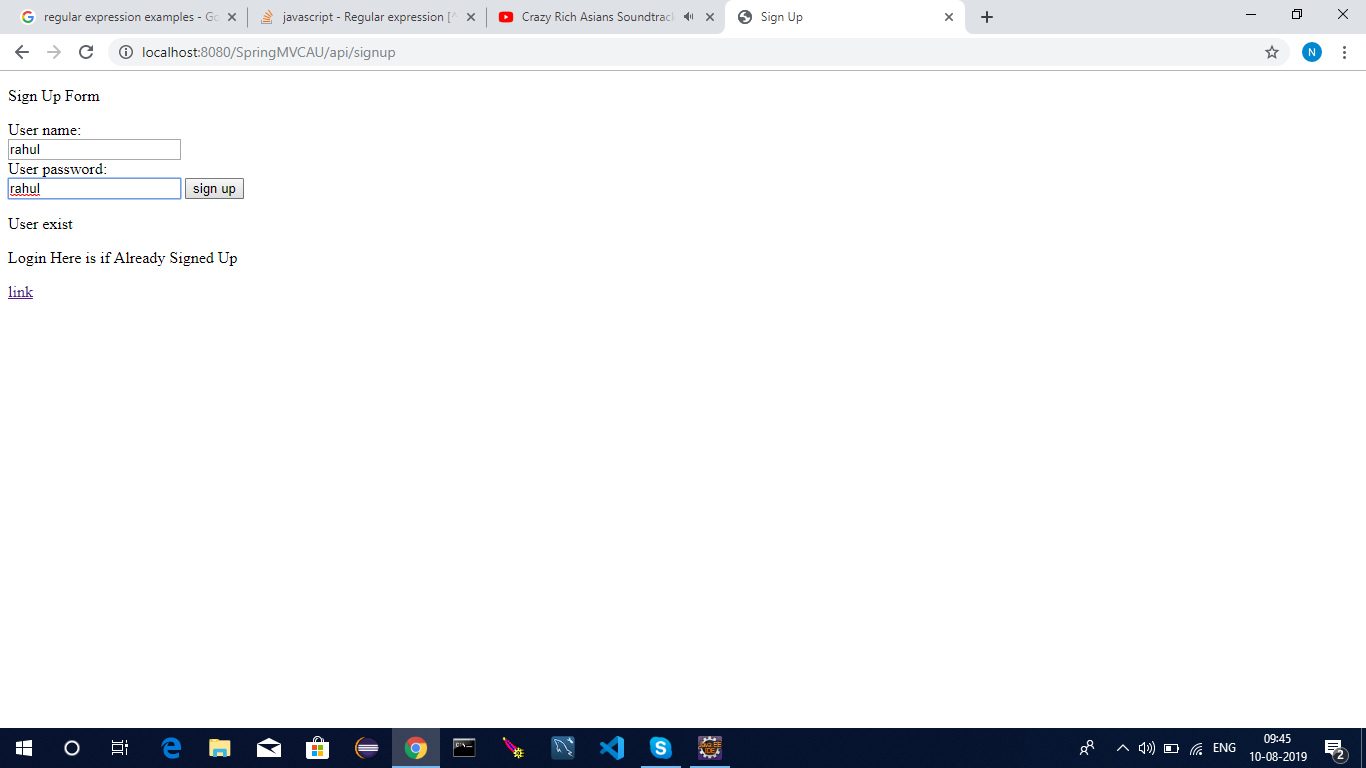 regular expression examples - Go
javascript - Regular expression [^
Crazy Rich Asians Soundtrack
Sign Up
localhost:8080/SpringMVCAU/api/signup
N
Sign Up Form
User name:
rahul
User password:
rahul
sign up
User exist
Login Here is if Already Signed Up
link
ENG
09:45
10-08-2019
2